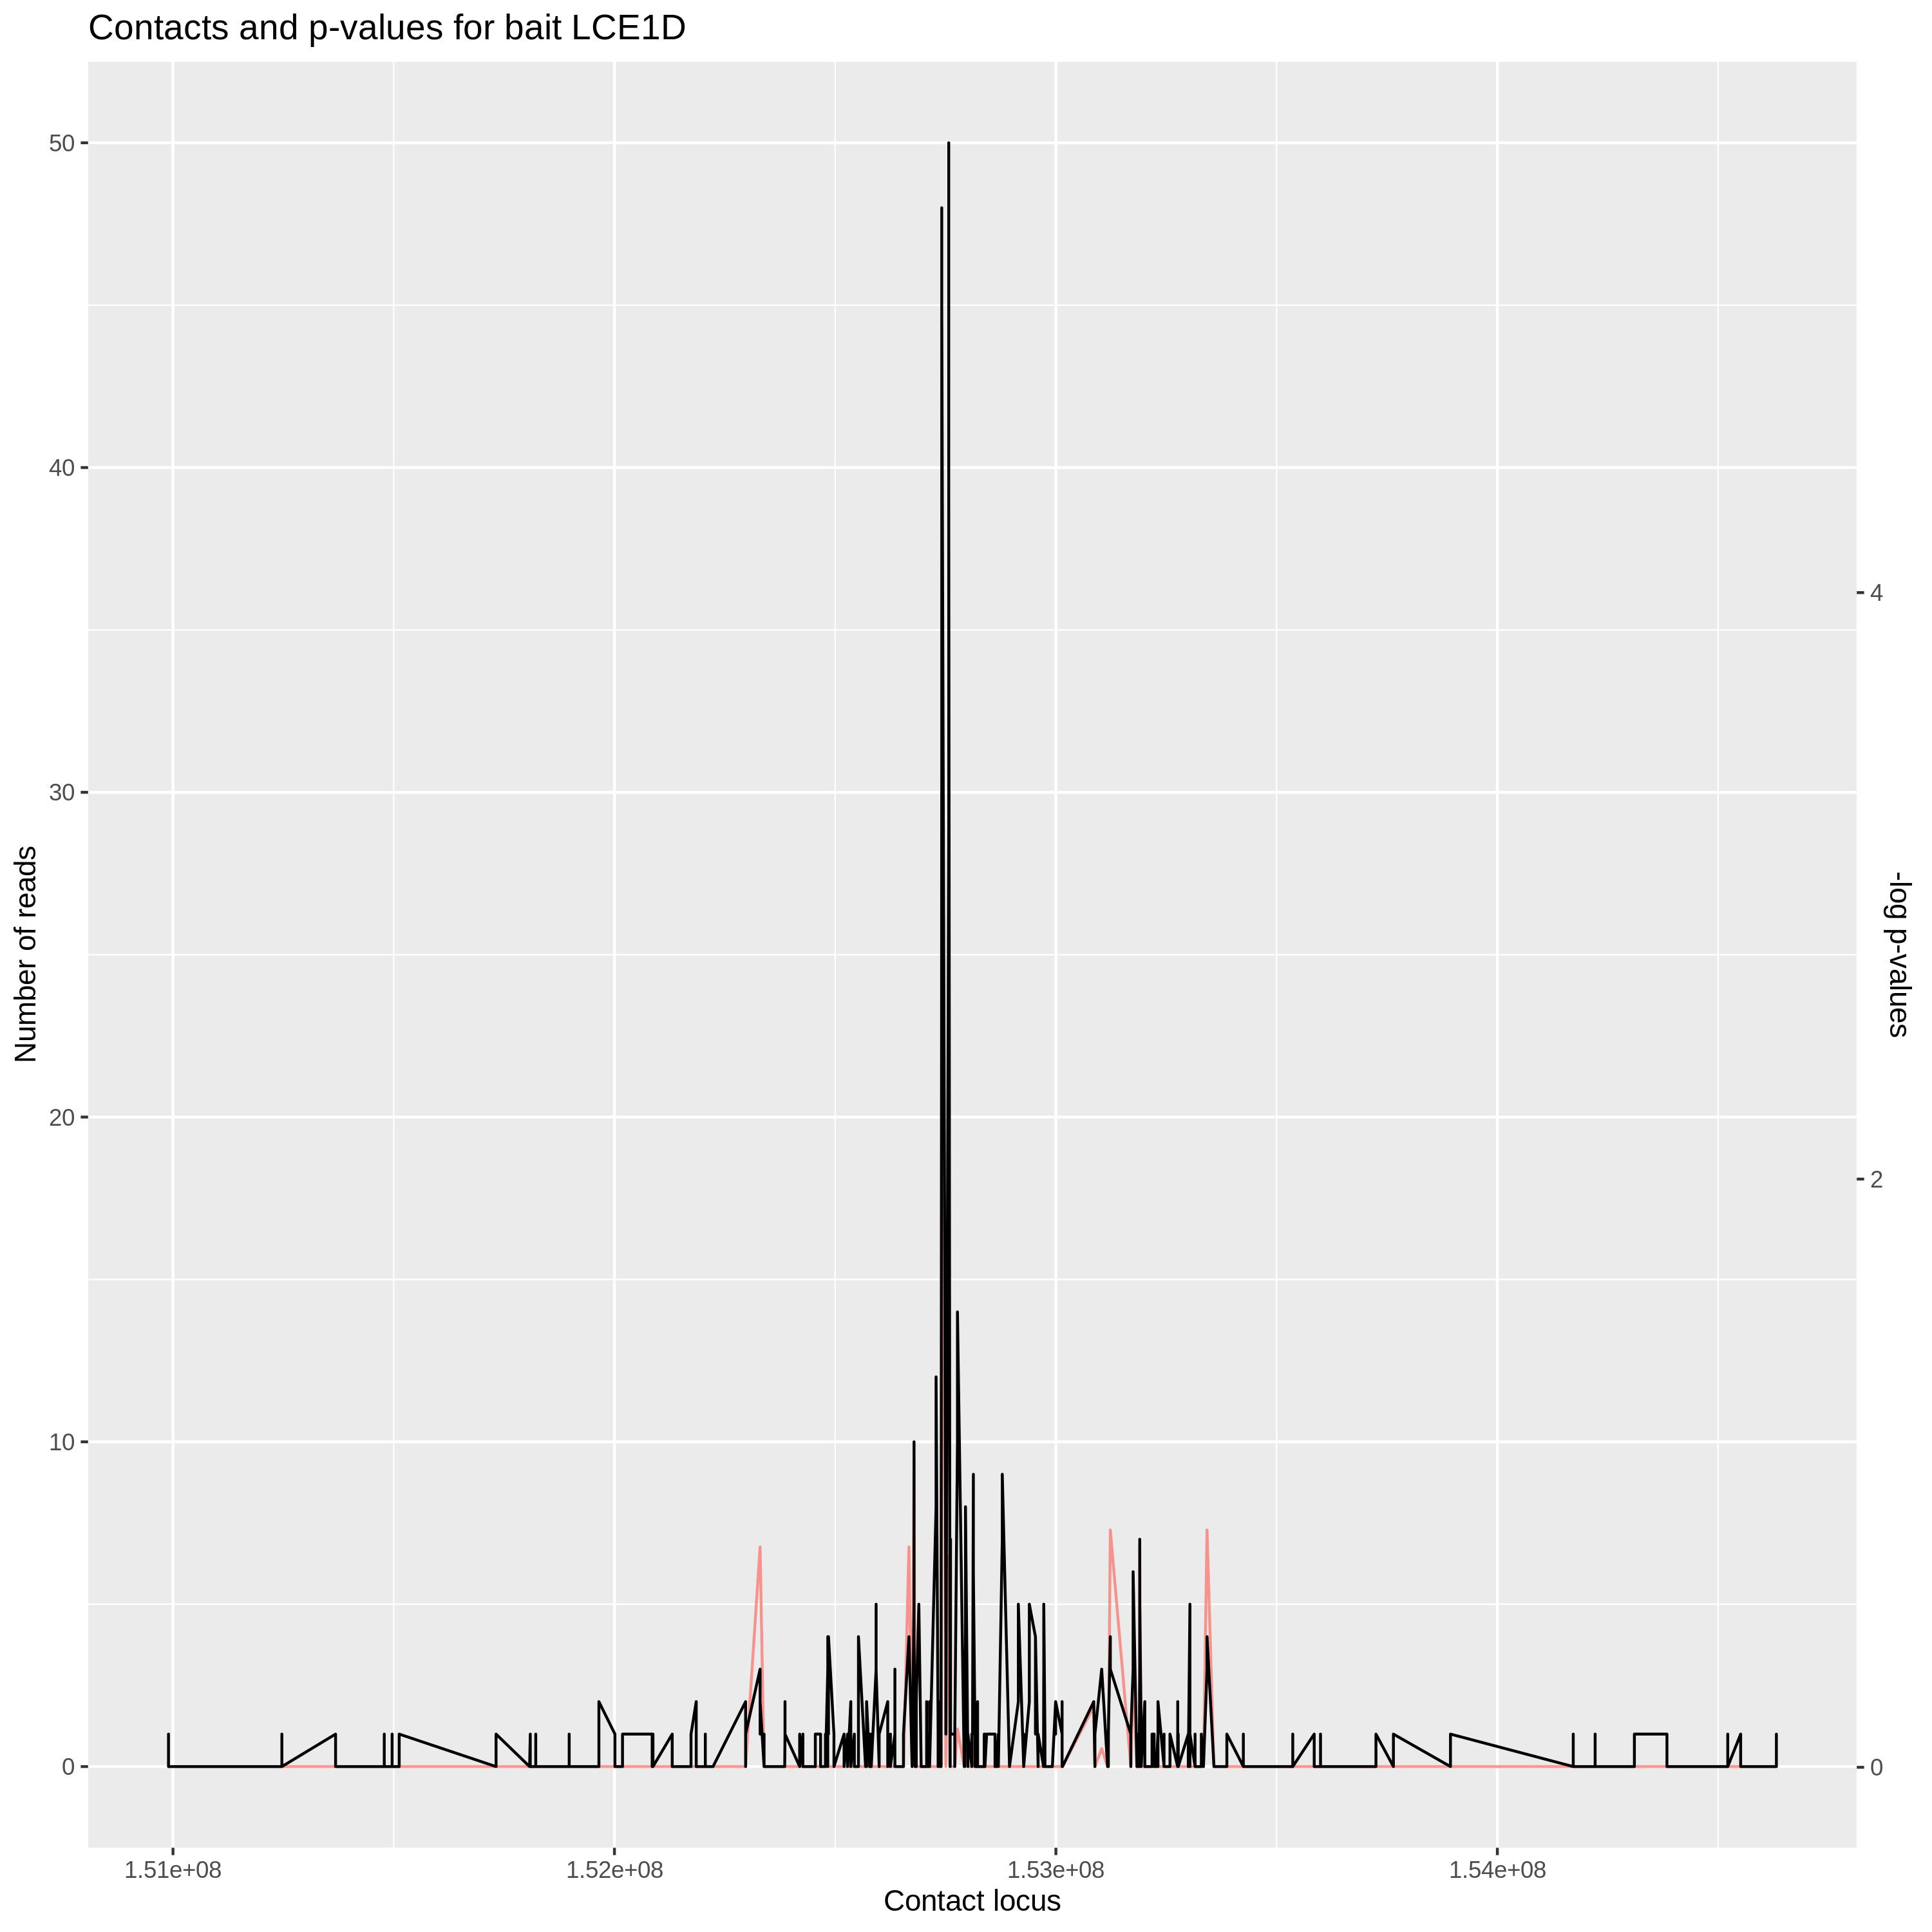 Contacts and p-values for bait LCE1D
50
40
30
20
10
0
Number of reads
4
2
0
-log p-values
1.51e+08
1.52e+08
1.53e+08
1.54e+08
Contact locus